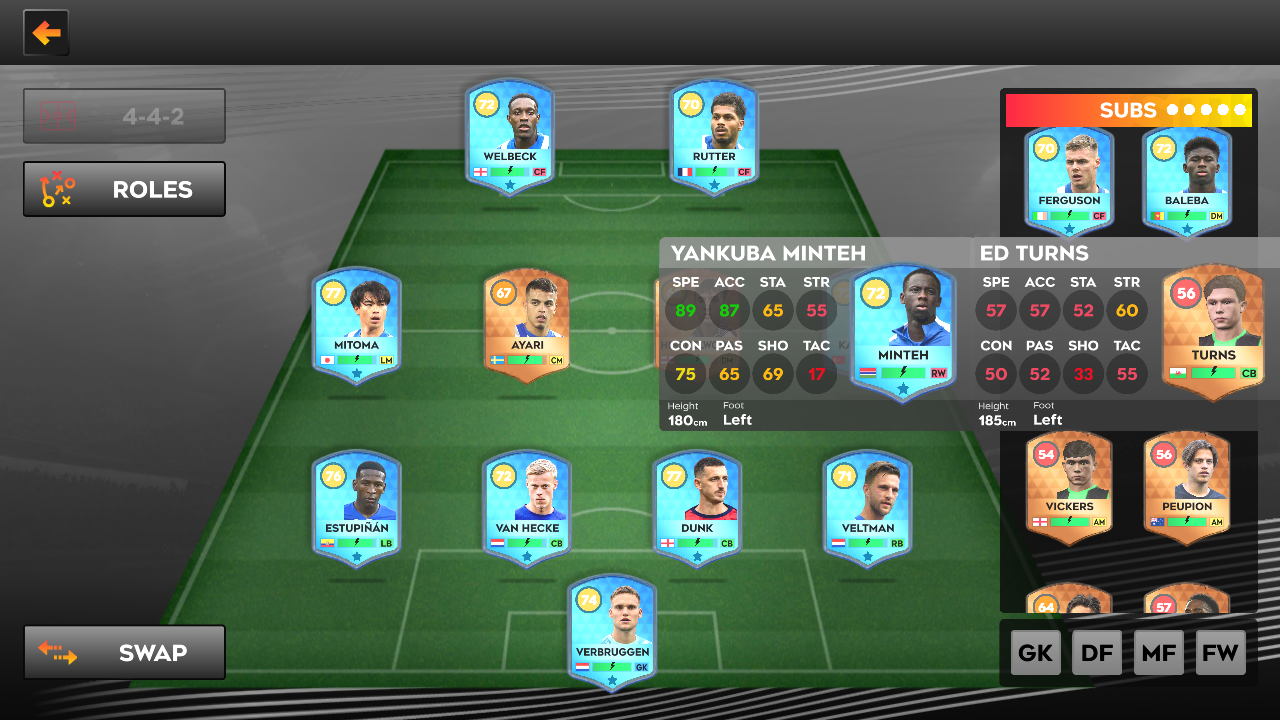 4-4-2
ROLES
SWAP
72
WELBECK
CF
70
RUTTER
CF
SUBS
70
FERGUSON
CF
72
BALEBA
DM
77
MITOMA
LM
67
AYARI
CM
YANKUBA MINTEH
SPE ACC STA STR
89 87 65 55
CON PAS SHO TAC
75 65 69 17
Height Foot
180cm Left
72
MINTEH
RW
ED TURNS
SPE ACC STA STR
57 57 52 60
CON PAS SHO TAC
50 52 33 55
Height Foot
185cm Left
56
TURNS
CB
76
ESTUPIÑÁN
LB
72
VAN HECKE
CB
77
DUNK
CB
71
VELTMAN
RB
54
VICKERS
AM
56
PEUPION
AM
74
VERBRUGGEN
GK
64
57
GK DF MF FW